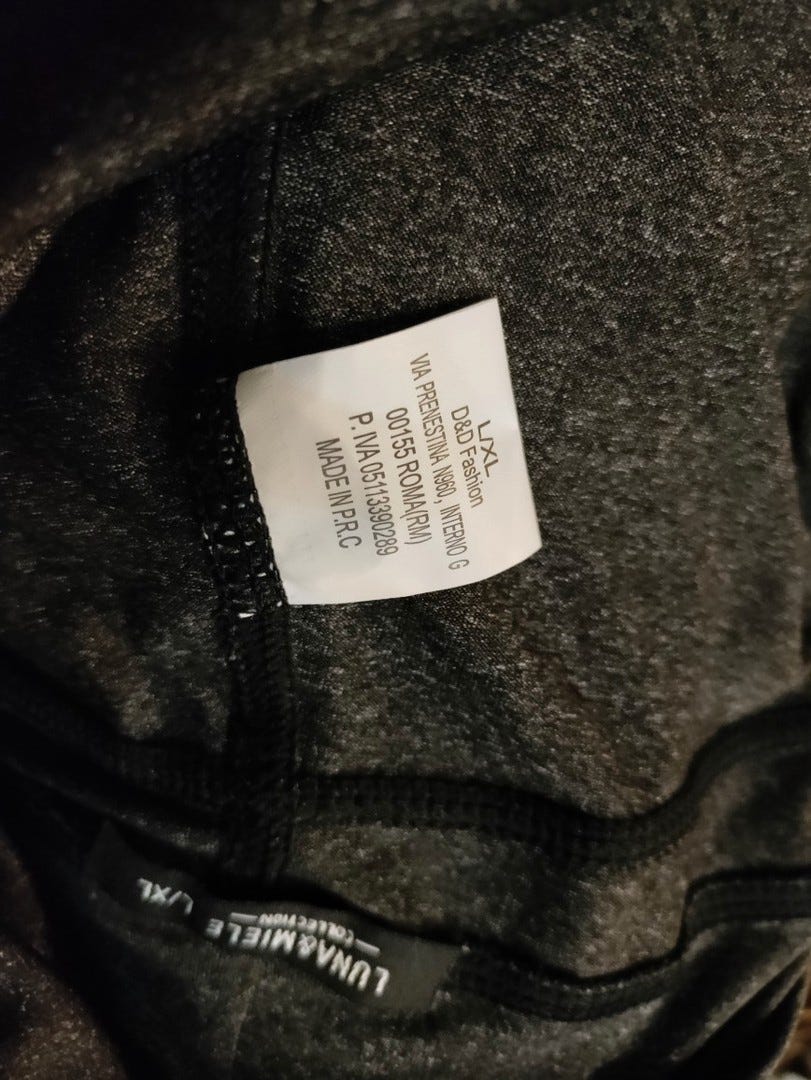 L/XL
D&D Fashion
VIA PRENESTINA N960, INTERNO G
00155 ROMA(RM)
P. IVA 05113390289
MADE IN P.R.C
LUNA&MIELE L/XL
COLLECTION